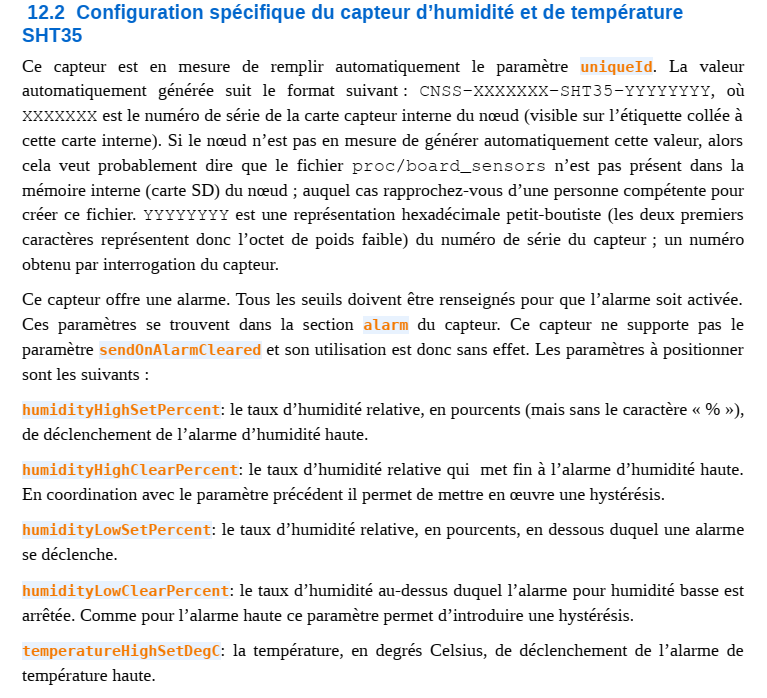 12.2 Configuration spécifique du capteur d’humidité et de température
SHT35
Ce capteur est en mesure de remplir automatiquement le paramètre uniqueId. La valeur
automatiquement générée suit le format suivant : CNSS-XXXXXXX-SHT35-YYYYYYYY, où
XXXXXXX est le numéro de série de la carte capteur interne du nœud (visible sur l’étiquette collée à
cette carte interne). Si le nœud n’est pas en mesure de générer automatiquement cette valeur, alors
cela veut probablement dire que le fichier proc/board_sensors n’est pas présent dans la
mémoire interne (carte SD) du nœud ; auquel cas rapprochez-vous d’une personne compétente pour
créer ce fichier. YYYYYYYY est une représentation hexadécimale petit-boutiste (les deux premiers
caractères représentent donc l’octet de poids faible) du numéro de série du capteur ; un numéro
obtenu par interrogation du capteur.
Ce capteur offre une alarme. Tous les seuils doivent être renseignés pour que l’alarme soit activée.
Ces paramètres se trouvent dans la section alarm du capteur. Ce capteur ne supporte pas le
paramètre sendOnAlarmCleared et son utilisation est donc sans effet. Les paramètres à positionner
sont les suivants :
humidityHighSetPercent: le taux d’humidité relative, en pourcents (mais sans le caractère « % »),
de déclenchement de l’alarme d’humidité haute.
humidityHighClearPercent: le taux d’humidité relative qui met fin à l’alarme d’humidité haute.
En coordination avec le paramètre précédent il permet de mettre en œuvre une hystérésis.
humidityLowSetPercent: le taux d’humidité relative, en pourcents, en dessous duquel une alarme
se déclenche.
humidityLowClearPercent: le taux d’humidité au-dessus duquel l’alarme pour humidité basse est
arrêtée. Comme pour l’alarme haute ce paramètre permet d’introduire une hystérésis.
temperatureHighSetDegC: la température, en degrés Celsius, de déclenchement de l’alarme de
température haute.